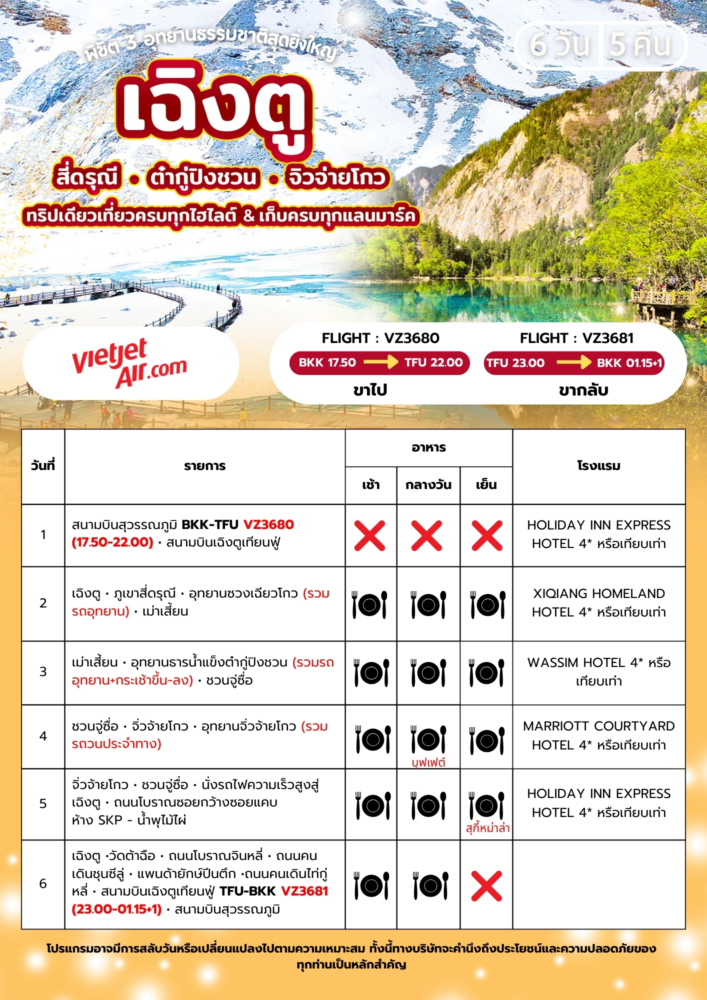 พิชิต 3 อุทยานธรรมชาติสุดยิ่งใหญ่
6 วัน 5 คืน
เฉิงตู
สี่ดรุณี • ต๋ากู่ปิงชวน • จิวจ่ายโกว
ทริปเดียวเที่ยวครบทุกไฮไลต์ & เก็บครบทุกแลนมาร์ค
vietjet
Air.com
FLIGHT : VZ3680
BKK 17.50 TFU 22.00
ขาไป
FLIGHT : VZ3681
TFU 23.00 BKK 01.15+1
ขากลับ
วันที่
รายการ
อาหาร
เช้า
กลางวัน
เย็น
โรงแรม
1
สนามบินสุวรรณภูมิ BKK-TFU VZ3680
(17.50-22.00) • สนามบินเฉิงตูเทียนฟู่
HOLIDAY INN EXPRESS
HOTEL 4* หรือเทียบเท่า
2
เฉิงตู • ภูเขาสี่ดรุณี • อุทยานซวงเฉียวโกว (รวม
รถอุทยาน) • เม่าเสี้ยน
XIQIANG HOMELAND
HOTEL 4* หรือเทียบเท่า
3
เม่าเสี้ยน • อุทยานธารน้ำแข็งต๋ากู่ปิงชวน (รวมรถ
อุทยาน+กระเช้าขึ้น-ลง) • ชวนจู่ซื่อ
WASSIM HOTEL 4* หรือ
เทียบเท่า
4
ชวนจู่ซื่อ • จิ่วจ้ายโกว • อุทยานจิ่วจ้ายโกว (รวม
รถวนประจำทาง)
บุฟเฟต์
MARRIOTT COURTYARD
HOTEL 4* หรือเทียบเท่า
5
จิ่วจ้ายโกว • ชวนจู่ซื่อ • นั่งรถไฟความเร็วสูงสู่
เฉิงตู • ถนนโบราณซอยกว้างซอยแคบ
ห้าง SKP - น้ำพุไม้ไผ่
สุกี้หม่าล่า
HOLIDAY INN EXPRESS
HOTEL 4* หรือเทียบเท่า
6
เฉิงตู •วัดต้าฉือ • ถนนโบราณจินหลี่ • ถนนคน
เดินชุนซีลู่ • แพนด้ายักษ์ปีนตึก •ถนนคนเดินไท่กู่
หลี่ • สนามบินเฉิงตูเทียนฟู่ TFU-BKK VZ3681
(23.00-01.15+1) • สนามบินสุวรรณภูมิ
โปรแกรมอาจมีการสลับวันหรือเปลี่ยนแปลงไปตามความเหมาะสม ทั้งนี้ทางบริษัทจะคำนึงถึงประโยชน์และความปลอดภัยของ
ทุกท่านเป็นหลักสำคัญ